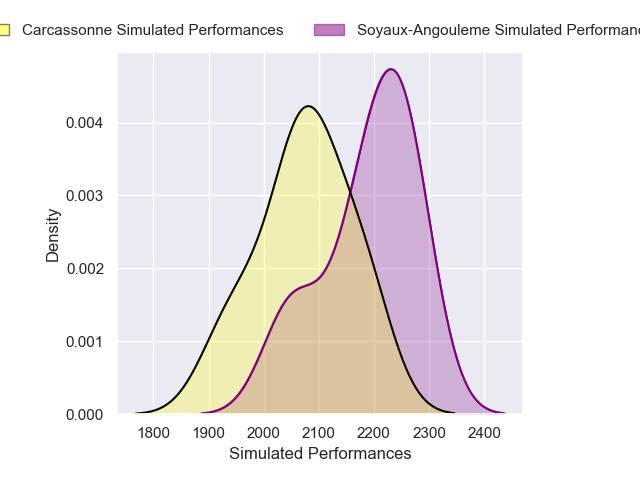 Carcassonne Simulated Performances Soyaux-Angouleme Simulated
0.004
0.003
0.002
0.001
0.000
Density
1800 1900 2000 2100 2200 2300 2400
Simulated Performances